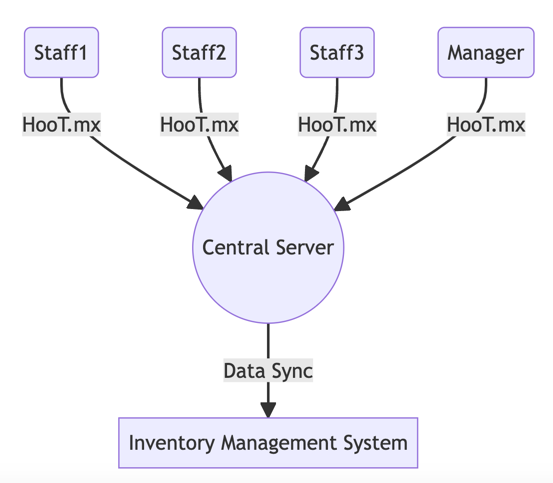 Staff1
Staff2
Staff3
Manager
HooT.mx
HooT.mx
HooT.mx
HooT.mx
Central Server
Data Sync
Inventory Management System